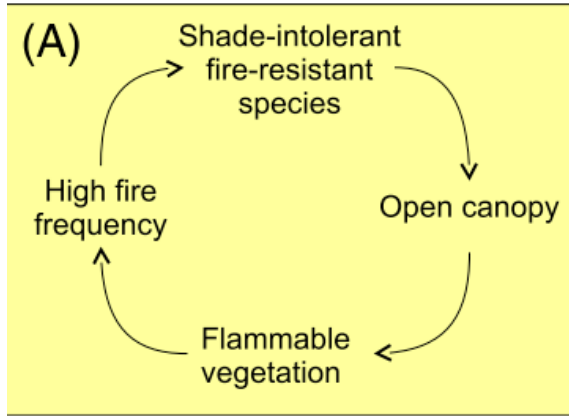 (A)
Shade-intolerant
fire-resistant
species
High fire
frequency
Open canopy
Flammable
vegetation